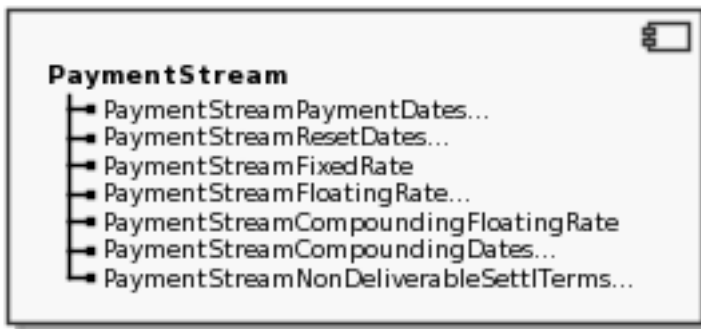 PaymentStream
PaymentStreamPaymentDates...
PaymentStreamResetDates...
PaymentStreamFixedRate
PaymentStreamFloatingRate...
PaymentStreamCompoundingFloatingRate
PaymentStreamCompoundingDates...
PaymentStreamNonDeliverableSettlTerms...